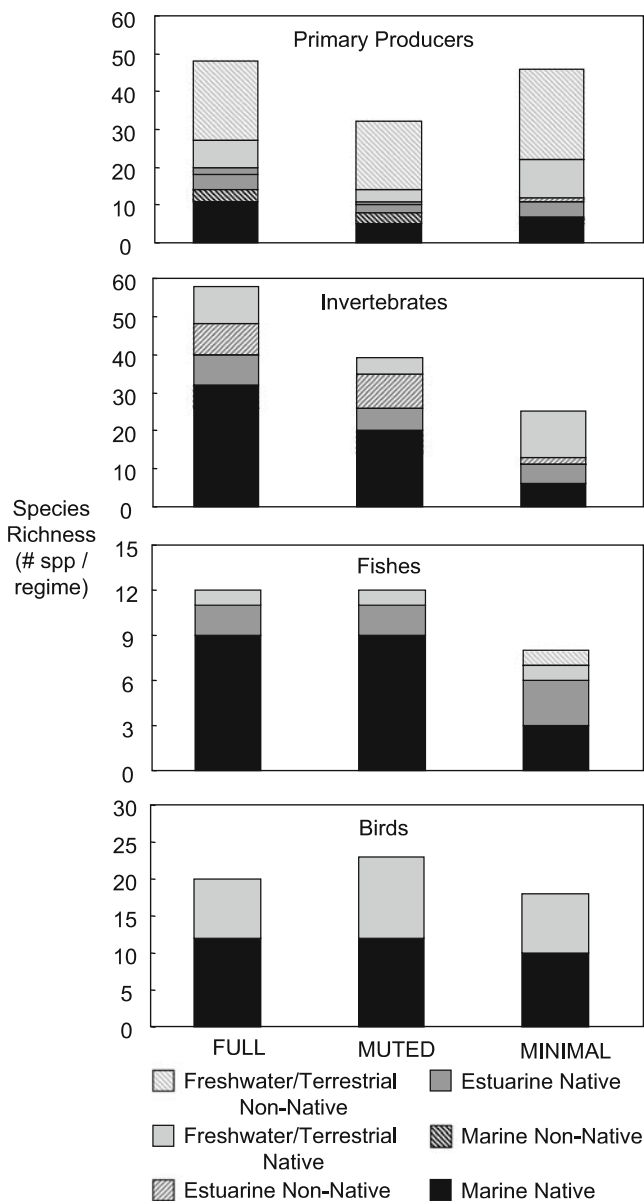 60
Primary Producers
50
40
30
20
10
0
60
Invertebrates
50
40
30
20
10
0
Species
Richness
(# spp /
regime)
15
Fishes
12
9
6
3
0
30
Birds
25
20
15
10
5
0
FULL MUTED MINIMAL
Freshwater/Terrestrial
Non-Native
Freshwater/Terrestrial
Native
Estuarine Non-Native
Estuarine Native
Marine Non-Native
Marine Native